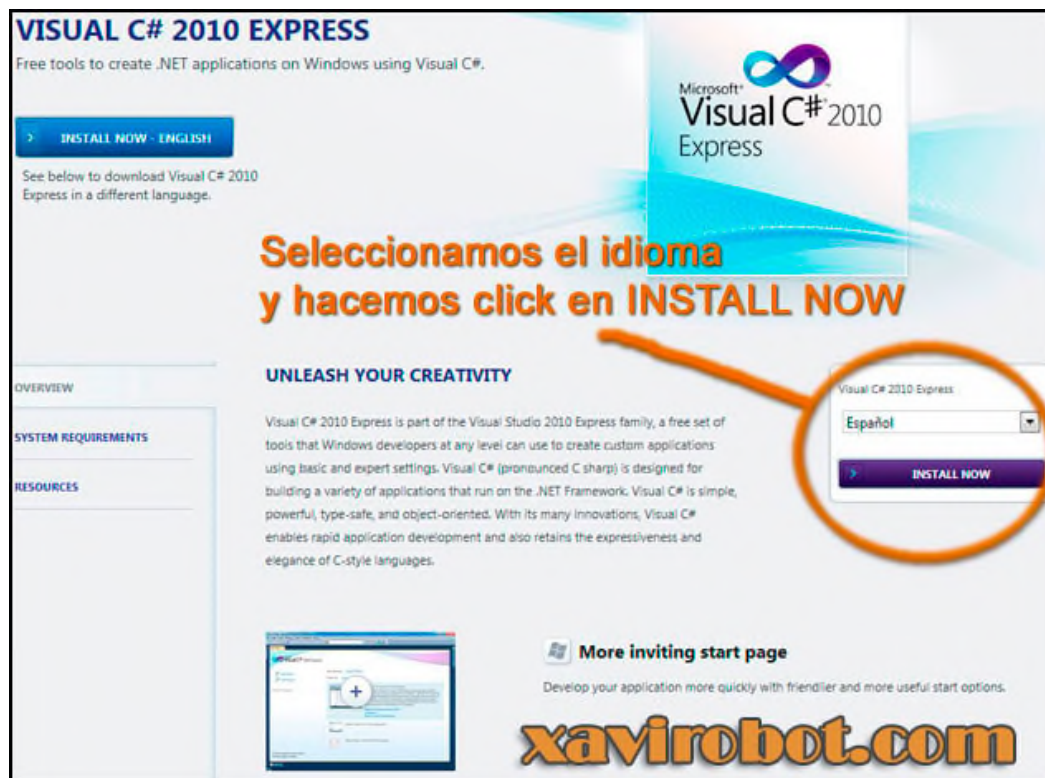 VISUAL C# 2010 EXPRESS
Free tools to create .NET applications on Windows using Visual C#.
INSTALL NOW - ENGLISH
See below to download Visual C# 2010
Express in a different language.
Microsoft®
Visual C#® 2010
Express
Seleccionamos el idioma
y hacemos click en INSTALL NOW
OVERVIEW
SYSTEM REQUIREMENTS
RESOURCES
UNLEASH YOUR CREATIVITY
Visual C# 2010 Express is part of the Visual Studio 2010 Express family, a free set of
tools that Windows developers at any level can use to create custom applications
using basic and expert settings. Visual C# (pronounced C sharp) is designed for
building a variety of applications that run on the .NET Framework. Visual C# is simple,
powerful, type-safe, and object-oriented. With its many innovations, Visual C#
enables rapid application development and also retains the expressiveness and
elegance of C-style languages.
Visual C# 2010 Express
Español
INSTALL NOW
More inviting start page
Develop your application more quickly with friendlier and more useful start options.
xavirobot.com